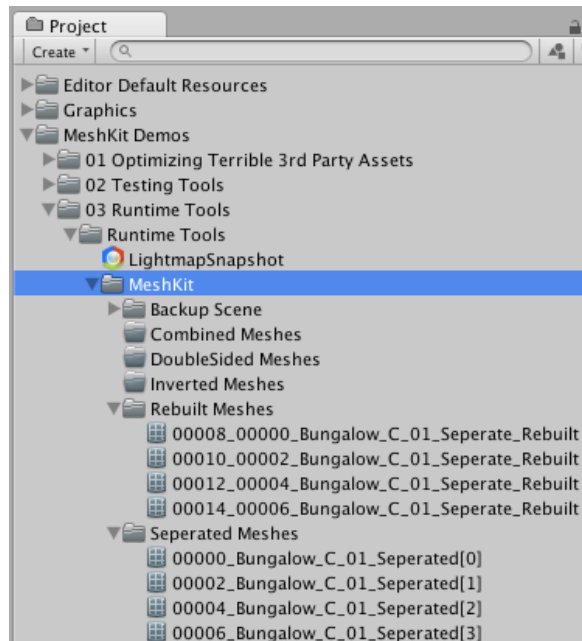 Project
Create
Editor Default Resources
Graphics
MeshKit Demos
01 Optimizing Terrible 3rd Party Assets
02 Testing Tools
03 Runtime Tools
Runtime Tools
LightmapSnapshot
MeshKit
Backup Scene
Combined Meshes
DoubleSided Meshes
Inverted Meshes
Rebuilt Meshes
00008_00000_Bungalow_C_01_Seperate_Rebuilt
00010_00002_Bungalow_C_01_Seperate_Rebuilt
00012_00004_Bungalow_C_01_Seperate_Rebuilt
00014_00006_Bungalow_C_01_Seperate_Rebuilt
Seperated Meshes
00000_Bungalow_C_01_Seperated[0]
00002_Bungalow_C_01_Seperated[1]
00004_Bungalow_C_01_Seperated[2]
00006_Bungalow_C_01_Seperated[3]